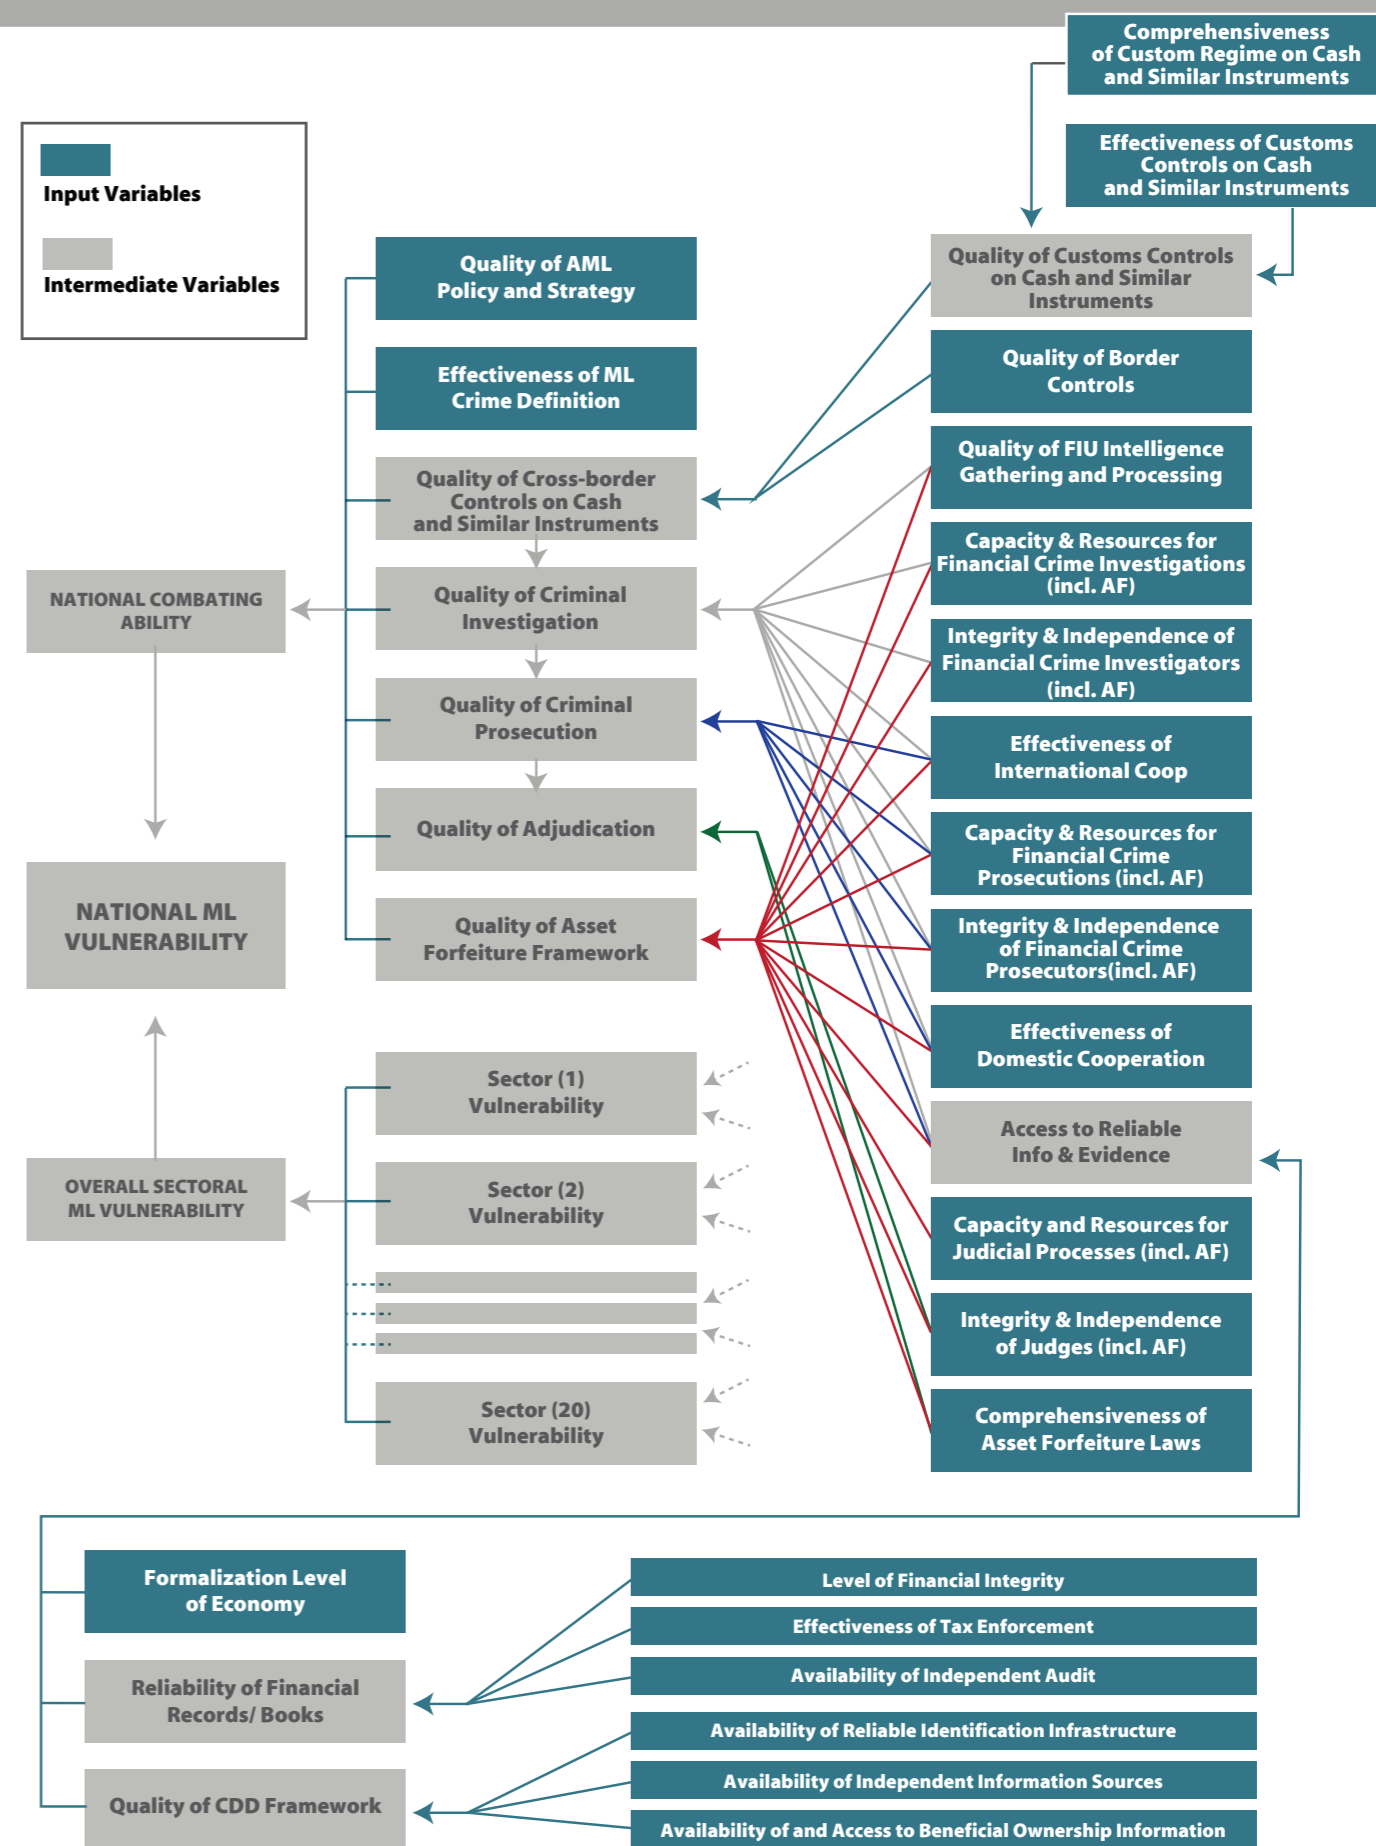 Comprehensiveness
of Custom Regime on Cash
and Similar Instruments
Effectiveness of Customs
Controls on Cash
and Similar Instruments
Input Variables
Intermediate Variables
Quality of AML
Policy and Strategy
Effectiveness of ML
Crime Definition
Quality of Cross-border
Controls on Cash
and Similar Instruments
Quality of Criminal
Investigation
Quality of Criminal
Prosecution
Quality of Adjudication
Quality of Asset
Forfeiture Framework
NATIONAL COMBATING
ABILITY
NATIONAL ML
VULNERABILITY
OVERALL SECTORAL
ML VULNERABILITY
Sector (1)
Vulnerability
Sector (2)
Vulnerability
Sector (20)
Vulnerability
Quality of Customs Controls
on Cash and Similar
Instruments
Quality of Border
Controls
Quality of FIU Intelligence
Gathering and Processing
Capacity & Resources for
Financial Crime Investigations
(incl. AF)
Integrity & Independence of
Financial Crime Investigators
(incl. AF)
Effectiveness of
International Coop
Capacity & Resources for
Financial Crime
Prosecutions (incl. AF)
Integrity & Independence
of Financial Crime
Prosecutors(incl. AF)
Effectiveness of
Domestic Cooperation
Access to Reliable
Info & Evidence
Capacity and Resources for
Judicial Processes (incl. AF)
Integrity & Independence
of Judges (incl. AF)
Comprehensiveness of
Asset Forfeiture Laws
Formalization Level
of Economy
Reliability of Financial
Records/ Books
Quality of CDD Framework
Level of Financial Integrity
Effectiveness of Tax Enforcement
Availability of Independent Audit
Availability of Reliable Identification Infrastructure
Availability of Independent Information Sources
Availability of and Access to Beneficial Ownership Information